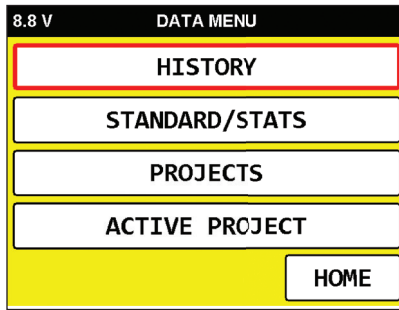 8.8 V DATA MENU
HISTORY
STANDARD/STATS
PROJECTS
ACTIVE PROJECT
HOME